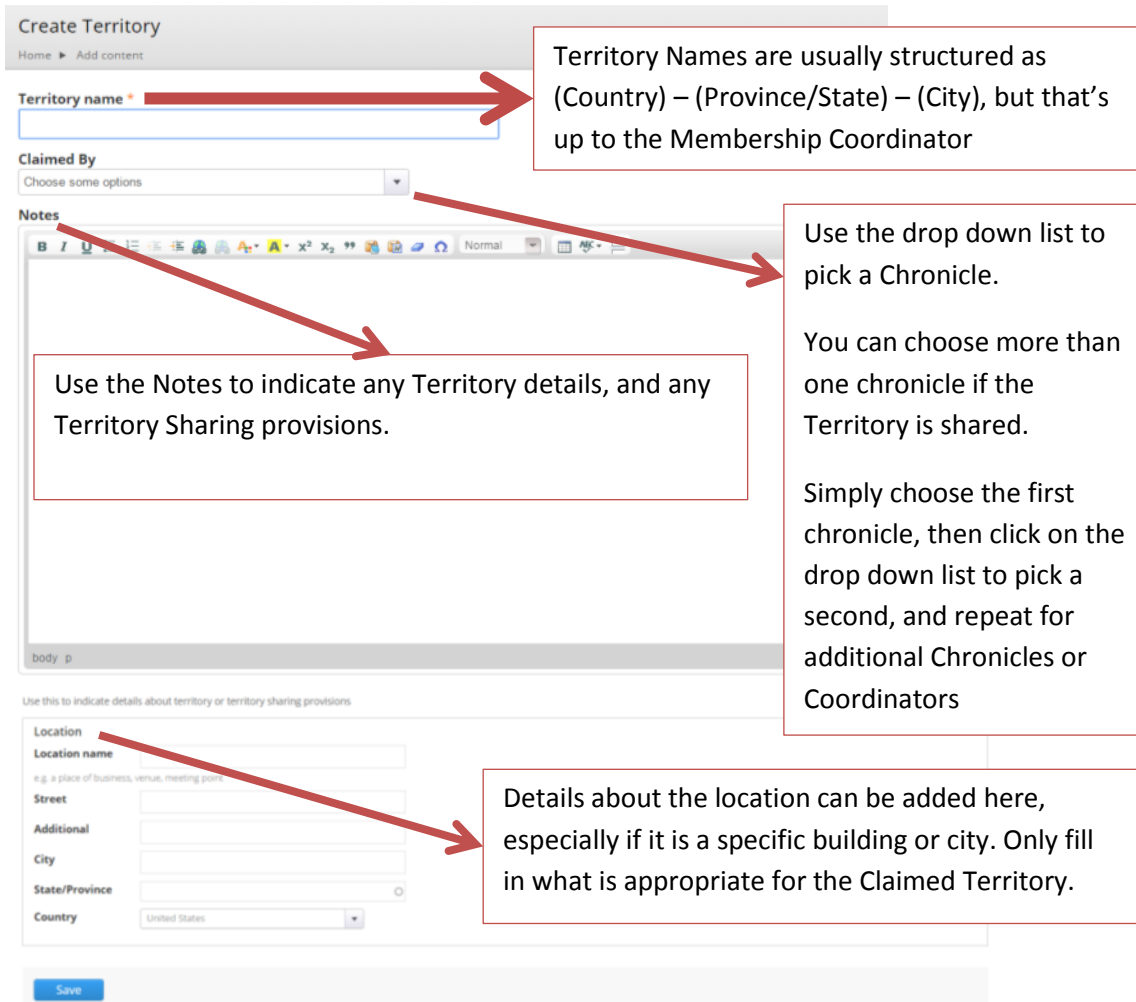 Create Territory
Home ▶ Add content
Territory Names are usually structured as
(Country) – (Province/State) – (City), but that's
up to the Membership Coordinator
Territory name *
Claimed By
Choose some options
Notes
B I U A A x² x₂ ” Ω Normal ABC
Use the drop down list to
pick a Chronicle.
You can choose more than
one chronicle if the
Territory is shared.
Simply choose the first
chronicle, then click on the
drop down list to pick a
second, and repeat for
additional Chronicles or
Coordinators
Use the Notes to indicate any Territory details, and any
Territory Sharing provisions.
body p
Use this to indicate details about territory or territory sharing provisions
Location
Location name
e.g. a place of business, venue, meeting point
Street
Additional
City
State/Province
Country
United States
Details about the location can be added here,
especially if it is a specific building or city. Only fill
in what is appropriate for the Claimed Territory.
Save